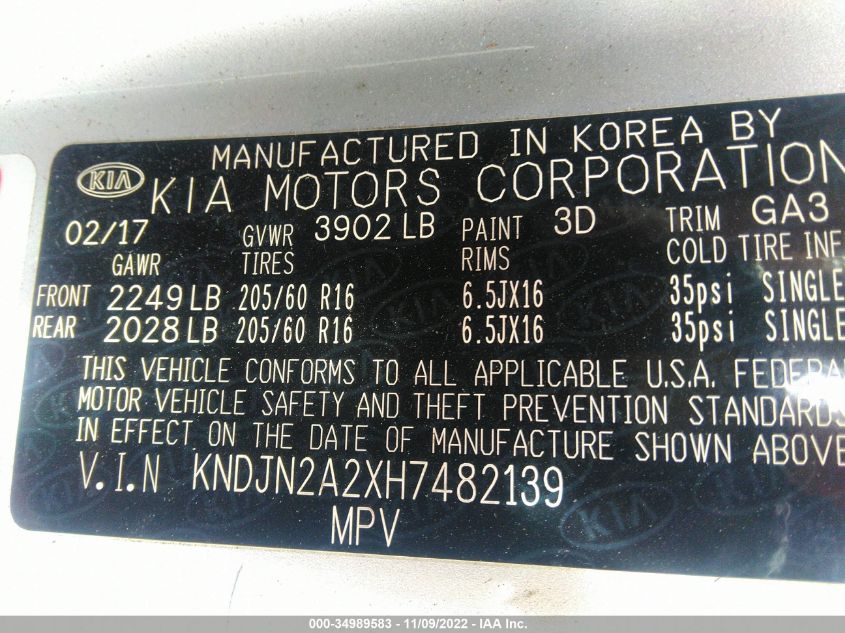 MANUFACTURED IN KOREA BY
KIA KIA MOTORS CORPORATION
02/17 GVWR 3902 LB PAINT 3D TRIM GA3
GAWR TIRES RIMS COLD TIRE INF
FRONT 2249 LB 205/60 R16 6.5JX16 35psi SINGLE
REAR 2028 LB 205/60 R16 6.5JX16 35psi SINGLE
THIS VEHICLE CONFORMS TO ALL APPLICABLE U.S.A. FEDERAL
MOTOR VEHICLE SAFETY AND THEFT PREVENTION STANDARDS
IN EFFECT ON THE DATE OF MANUFACTURE SHOWN ABOVE
V.I.N KNDJN2A2XH7482139
MPV
000-34989583 - 11/09/2022 - IAA Inc.